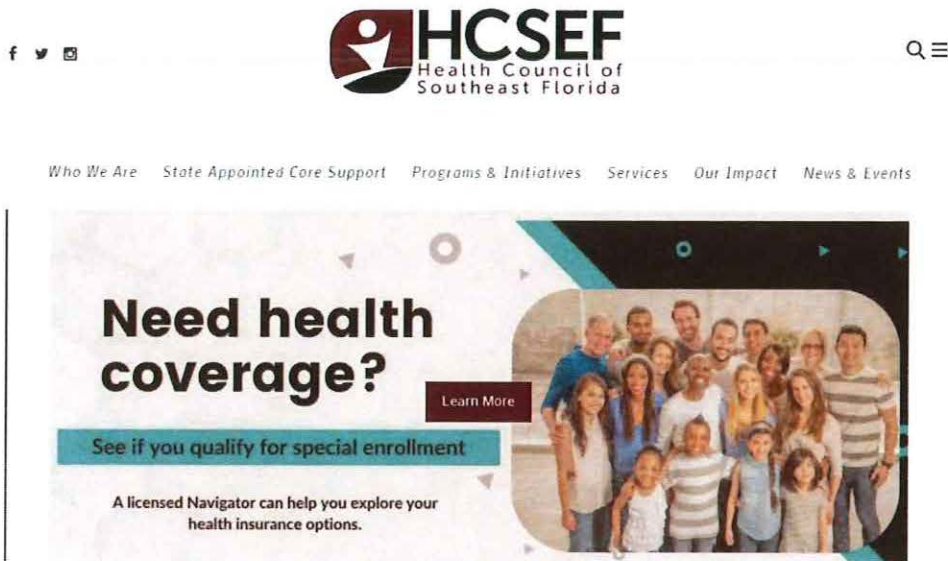 HCSEF
Health Council of
Southeast Florida
Who We Are State Appointed Core Support Programs & Initiatives Services Our Impact News & Events
Need health
coverage?
Learn More
See if you qualify for special enrollment
A licensed Navigator can help you explore your
health insurance options.